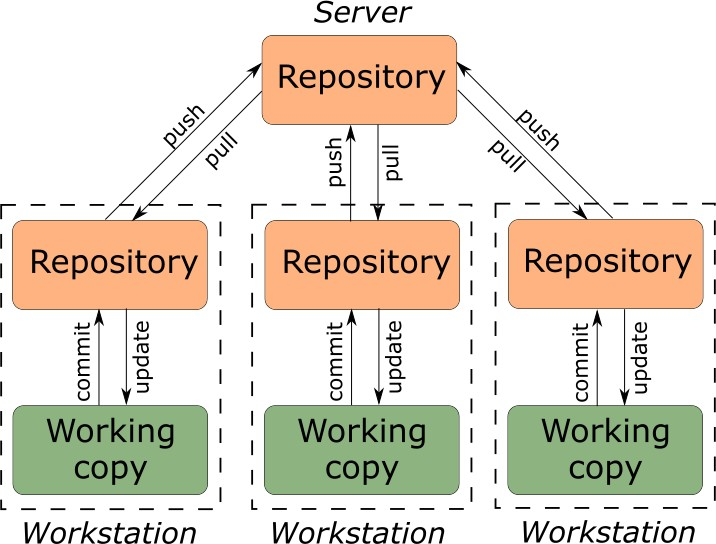 Server
Repository
push
pull
push
pull
push
pull
Repository
Repository
Repository
commit
update
commit
update
commit
update
Working
copy
Working
copy
Working
copy
Workstation
Workstation
Workstation